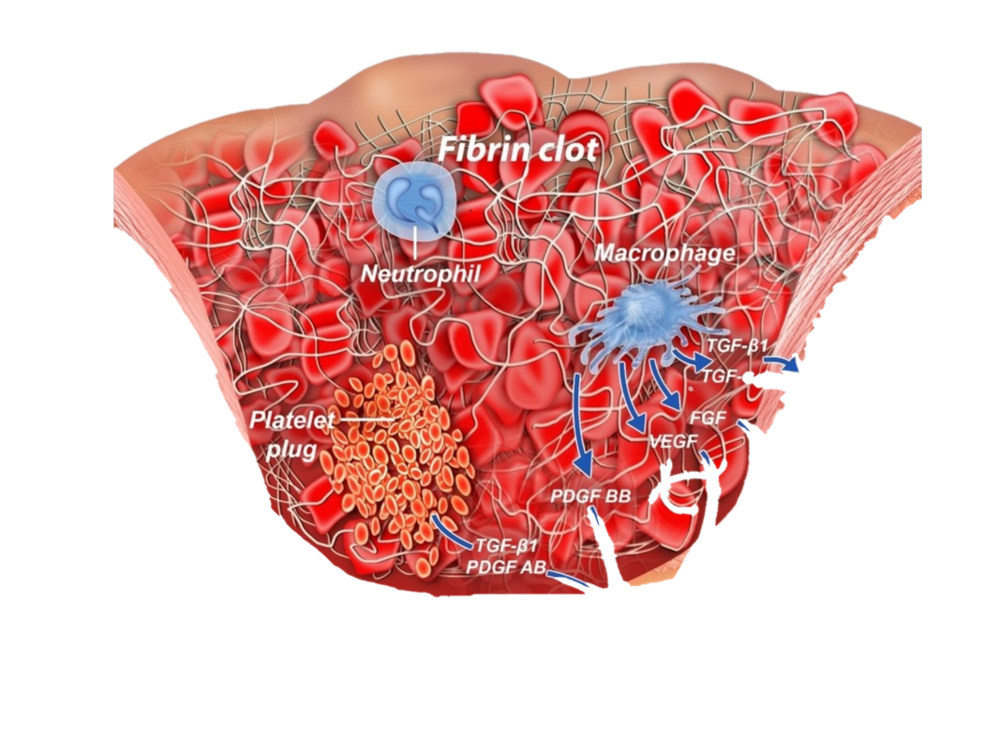 Fibrin clot
Neutrophil
Macrophage
TGF-β1
TGF-
FGF
VEGF
Platelet
plug
PDGF BB
TGF-β1
PDGF AB